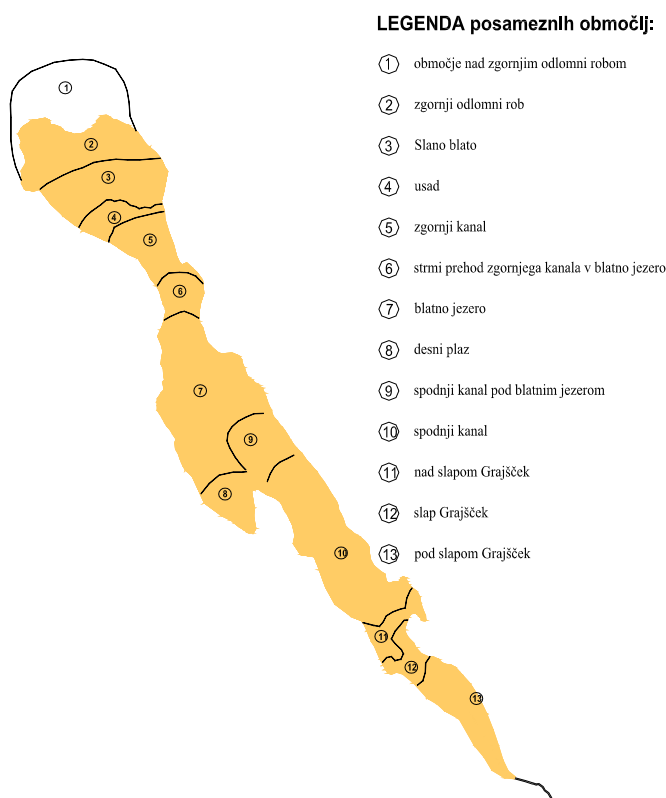 LEGENDA posameznIh območIj:
1 območje nad zgornjim odlomni robom
2 zgornji odlomni rob
3 Slano blato
4 usad
5 zgornji kanal
6 strmi prehod zgornjega kanala v blatno jezero
7 blatno jezero
8 desni plaz
9 spodnji kanal pod blatnim jezerom
10 spodnji kanal
11 nad slapom Grajšček
12 slap Grajšček
13 pod slapom Grajšček
1
2
3
4
5
6
7
9
8
10
11
12
13